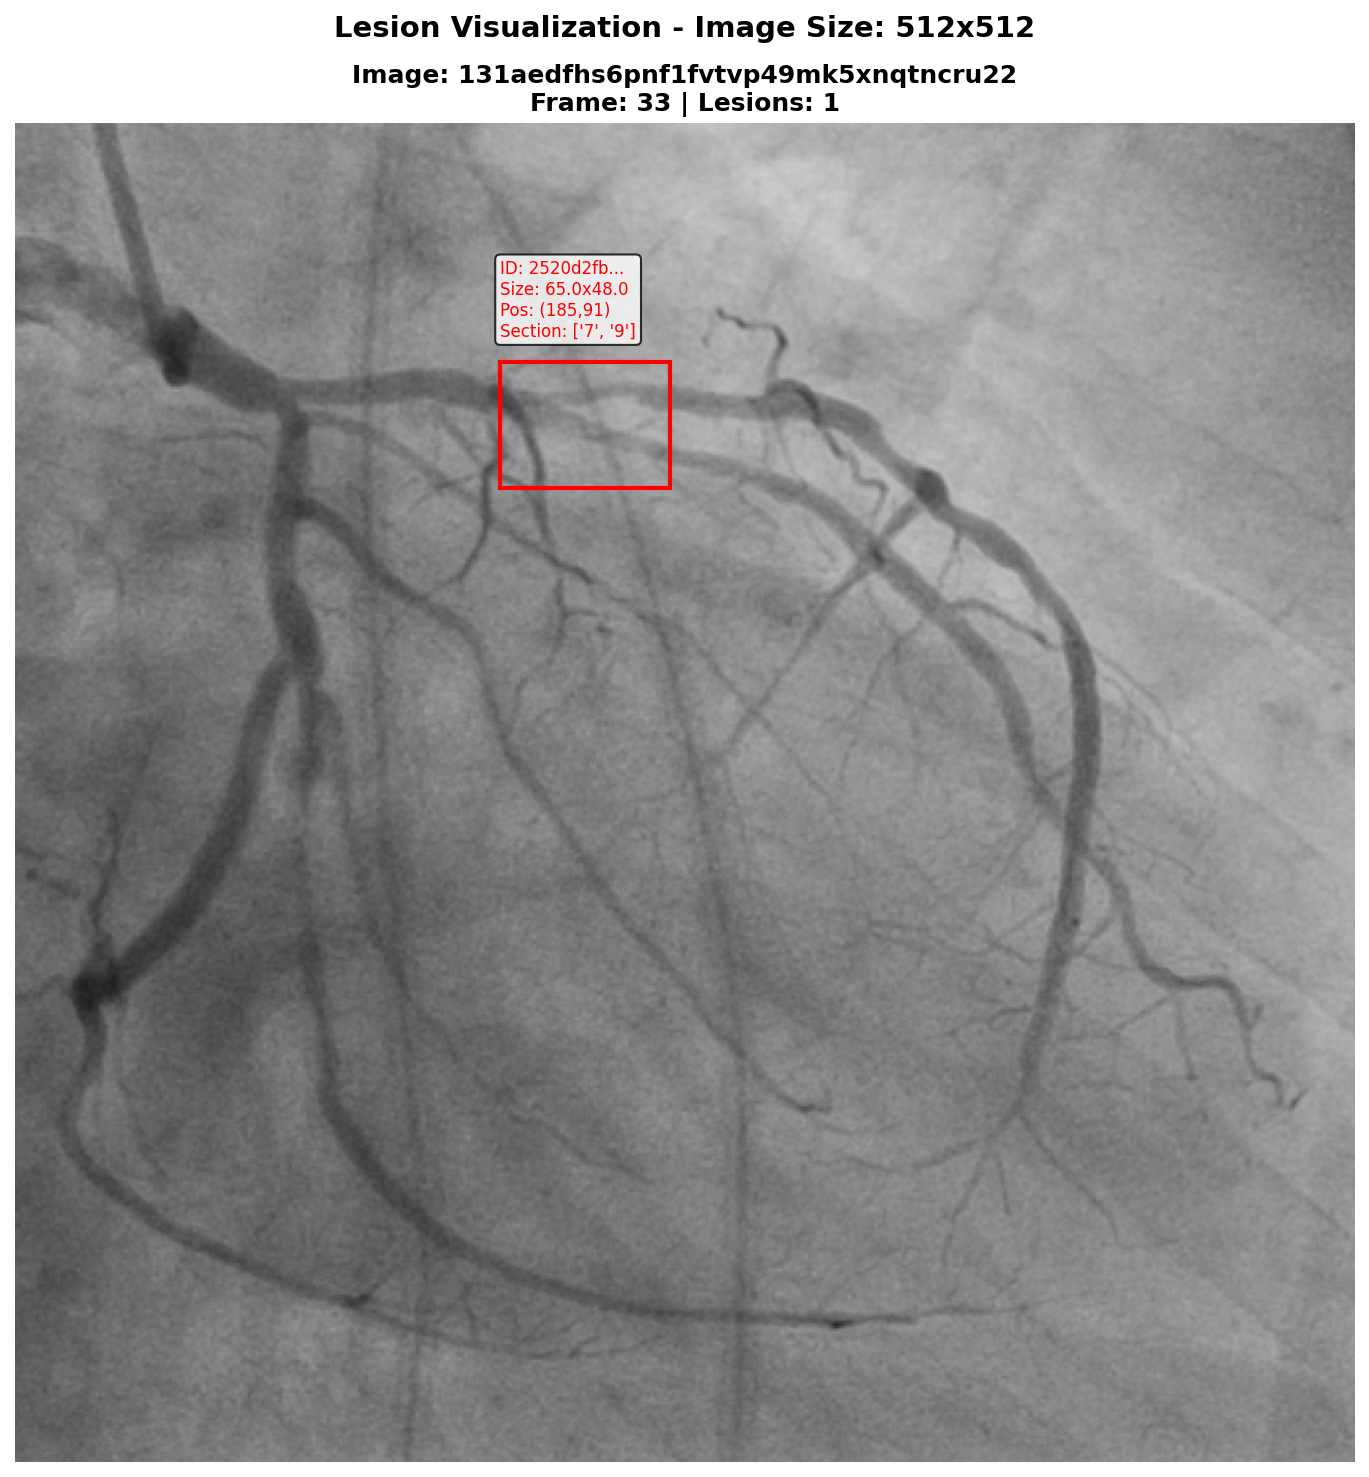 Lesion Visualization - Image Size: 512x512
Image: 131aedfhs6pnf1fvtvp49mk5xnqtncru22
Frame: 33 | Lesions: 1
ID: 2520d2fb...
Size: 65.0x48.0
Pos: (185,91)
Section: ['7', '9']